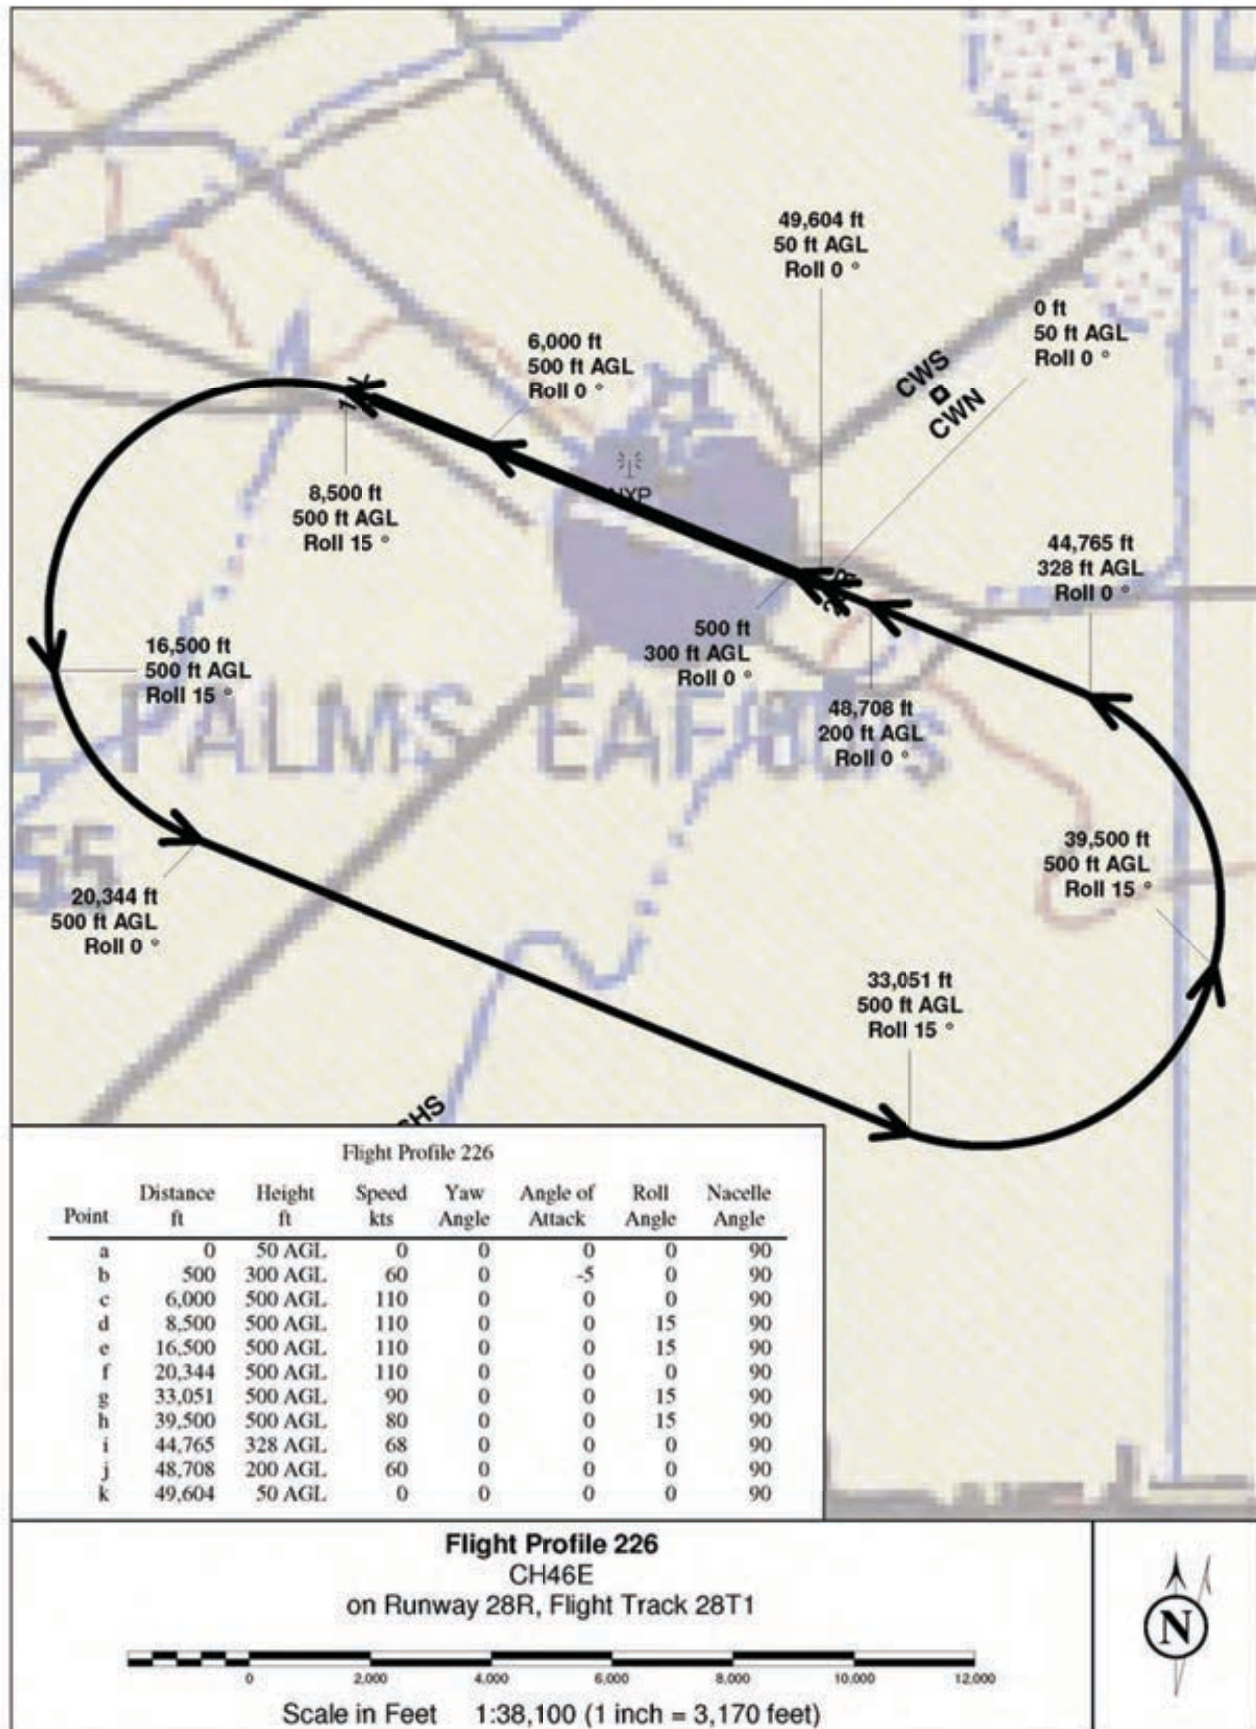 49,604 ft
50 ft AGL
Roll 0 °
0 ft
50 ft AGL
Roll 0 °
6,000 ft
500 ft AGL
Roll 0 °
CWS
CWN
NXP
8,500 ft
500 ft AGL
Roll 15 °
44,765 ft
328 ft AGL
Roll 0 °
500 ft
300 ft AGL
Roll 0 °
16,500 ft
500 ft AGL
Roll 15 °
48,708 ft
200 ft AGL
Roll 0 °
E PALMS EAF
55
39,500 ft
500 ft AGL
Roll 15 °
20,344 ft
500 ft AGL
Roll 0 °
33,051 ft
500 ft AGL
Roll 15 °
SHS
Flight Profile 226
Distance Height Speed Yaw Angle of Roll Nacelle
Point ft ft kts Angle Attack Angle Angle
a 0 50 AGL 0 0 0 0 90
b 500 300 AGL 60 0 -5 0 90
c 6,000 500 AGL 110 0 0 0 90
d 8,500 500 AGL 110 0 0 15 90
e 16,500 500 AGL 110 0 0 15 90
f 20,344 500 AGL 110 0 0 0 90
g 33,051 500 AGL 90 0 0 15 90
h 39,500 500 AGL 80 0 0 15 90
i 44,765 328 AGL 68 0 0 0 90
j 48,708 200 AGL 60 0 0 0 90
k 49,604 50 AGL 0 0 0 0 90
Flight Profile 226
CH46E
on Runway 28R, Flight Track 28T1
0 2,000 4,000 6,000 8,000 10,000 12,000
Scale in Feet 1:38,100 (1 inch = 3,170 feet)
N